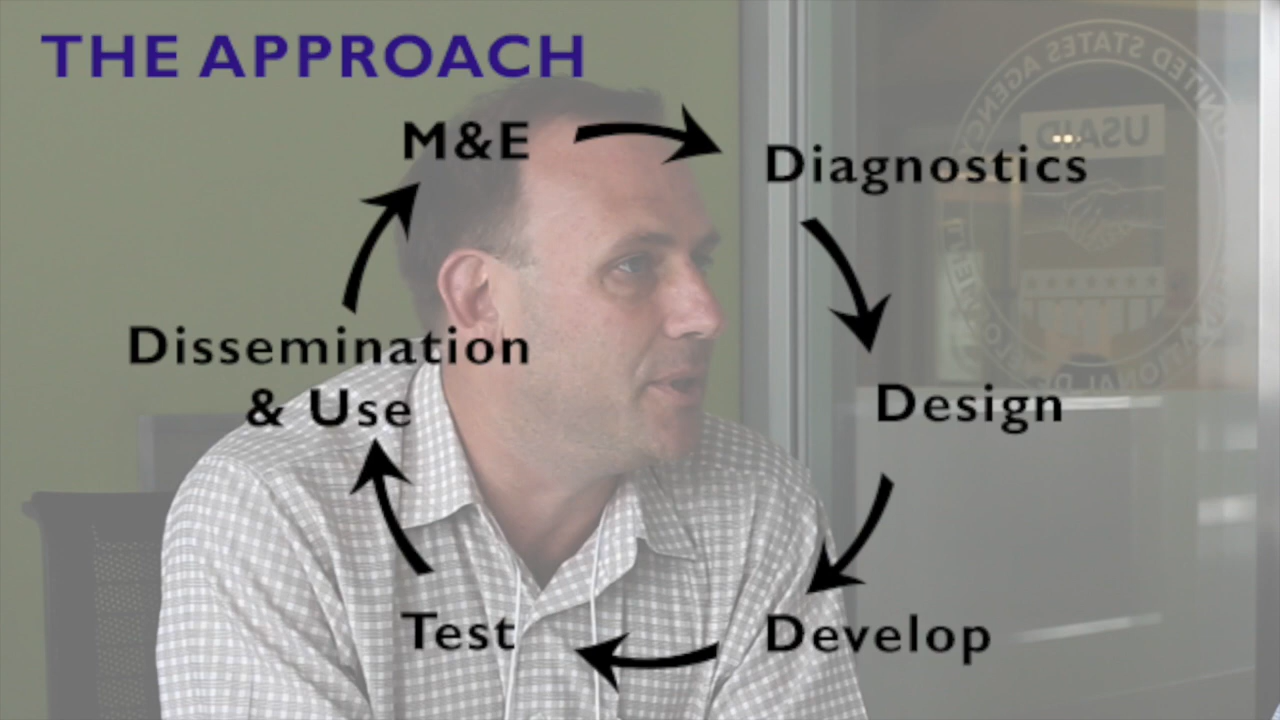 THE APPROACH
M&E
Diagnostics
Dissemination
& Use
Design
Test
Develop
UNITED STATES AGENCY
USAID